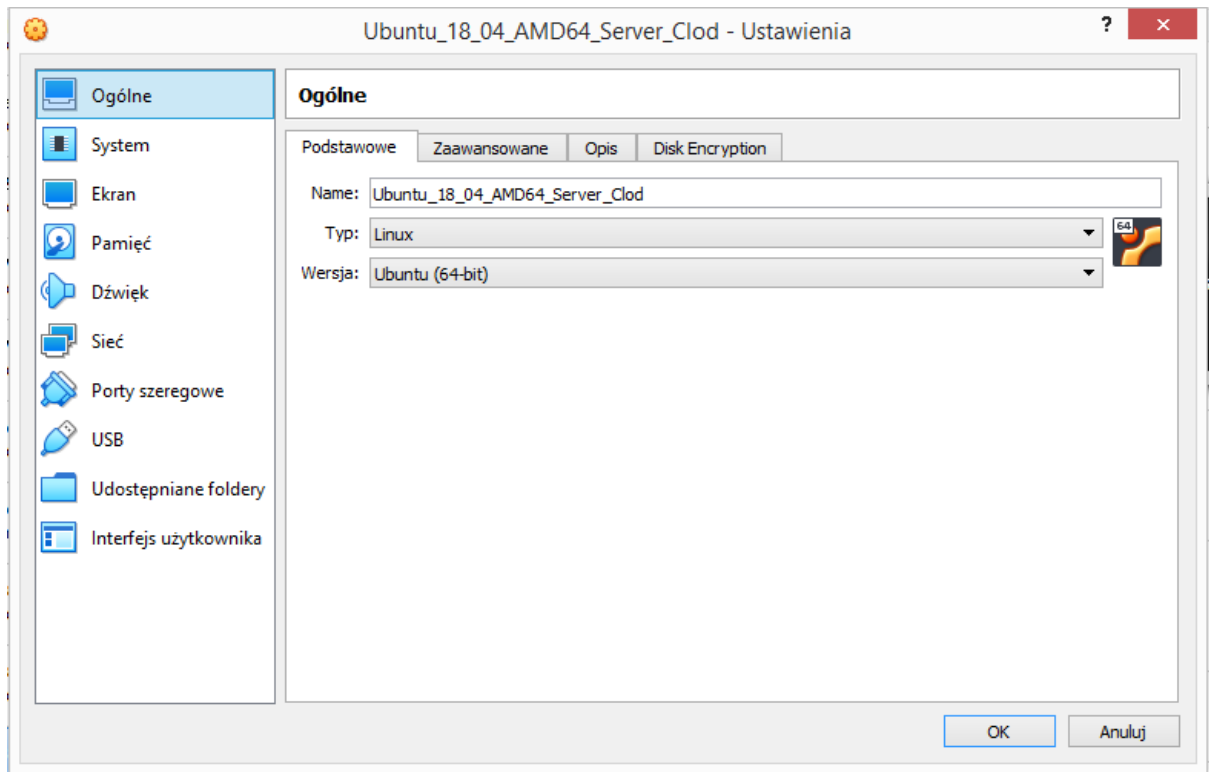 Ubuntu_18_04_AMD64_Server_Clod - Ustawienia
?
Ogólne
System
Ekran
Pamięć
Dźwięk
Sieć
Porty szeregowe
USB
Udostępniane foldery
Interfejs użytkownika
Ogólne
Podstawowe Zaawansowane Opis Disk Encryption
Name: Ubuntu_18_04_AMD64_Server_Clod
Typ: Linux
64
Wersja: Ubuntu (64-bit)
OK Anuluj